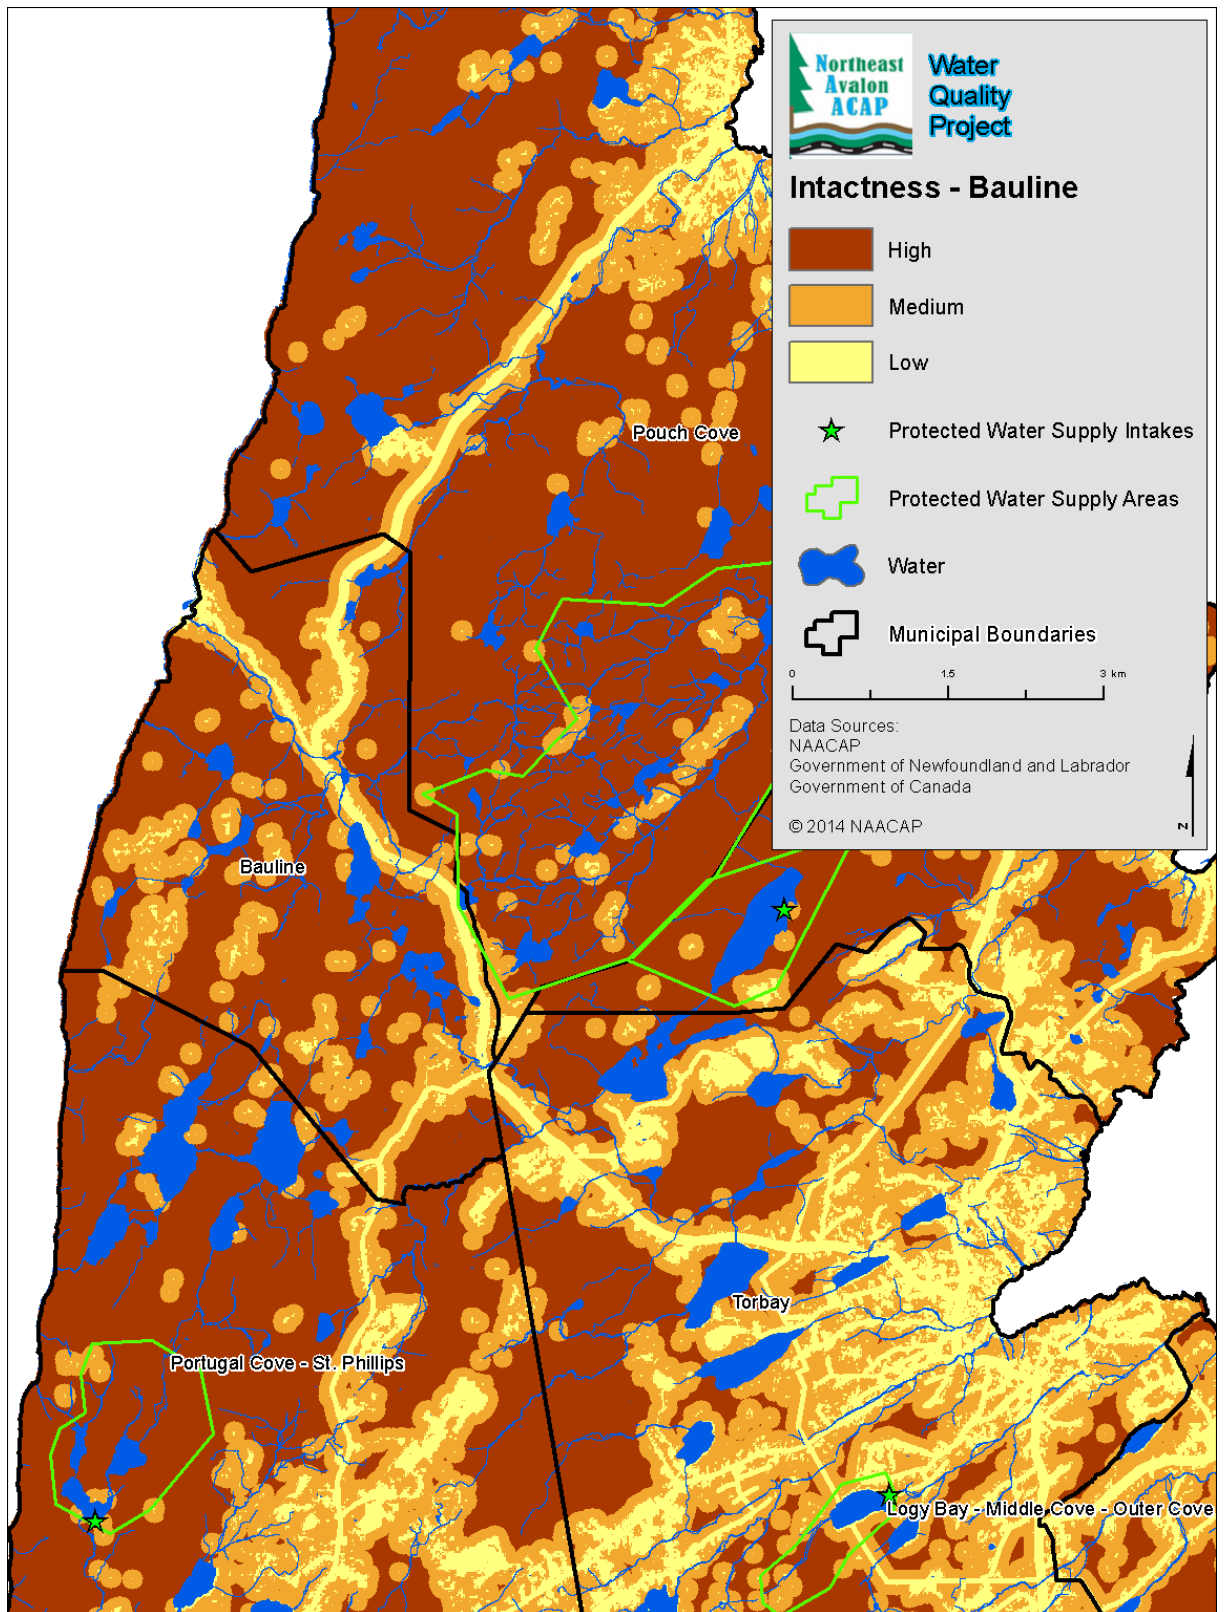 Northeast
Avalon
ACAP
Water
Quality
Project
Intactness - Bauline
High
Medium
Low
Protected Water Supply Intakes
Protected Water Supply Areas
Water
Municipal Boundaries
0 1.5 3 km
Data Sources:
NAACAP
Government of Newfoundland and Labrador
Government of Canada
© 2014 NAACAP
N
Pouch Cove
Bauline
Torbay
Portugal Cove - St. Phillips
Logy Bay - Middle Cove - Outer Cove